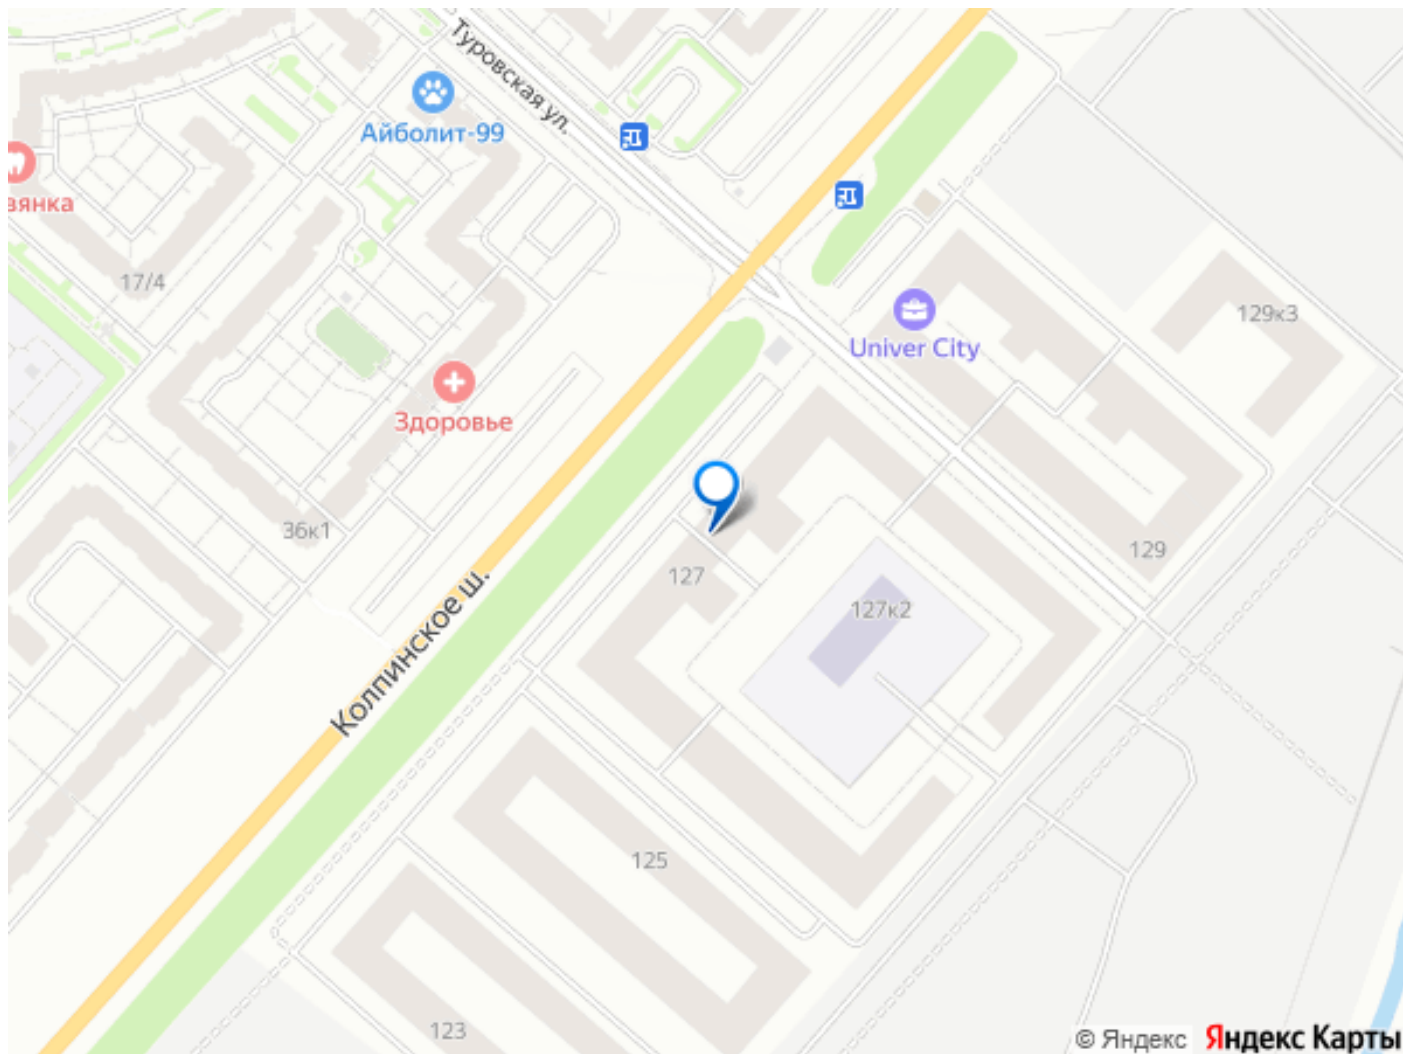 Туровская ул.
Айболит-99
вянка
17/4
129к3
Univer City
Здоровье
36к1
129
127
127к2
Колпинское ш.
125
123
© Яндекс Яндекс Карты